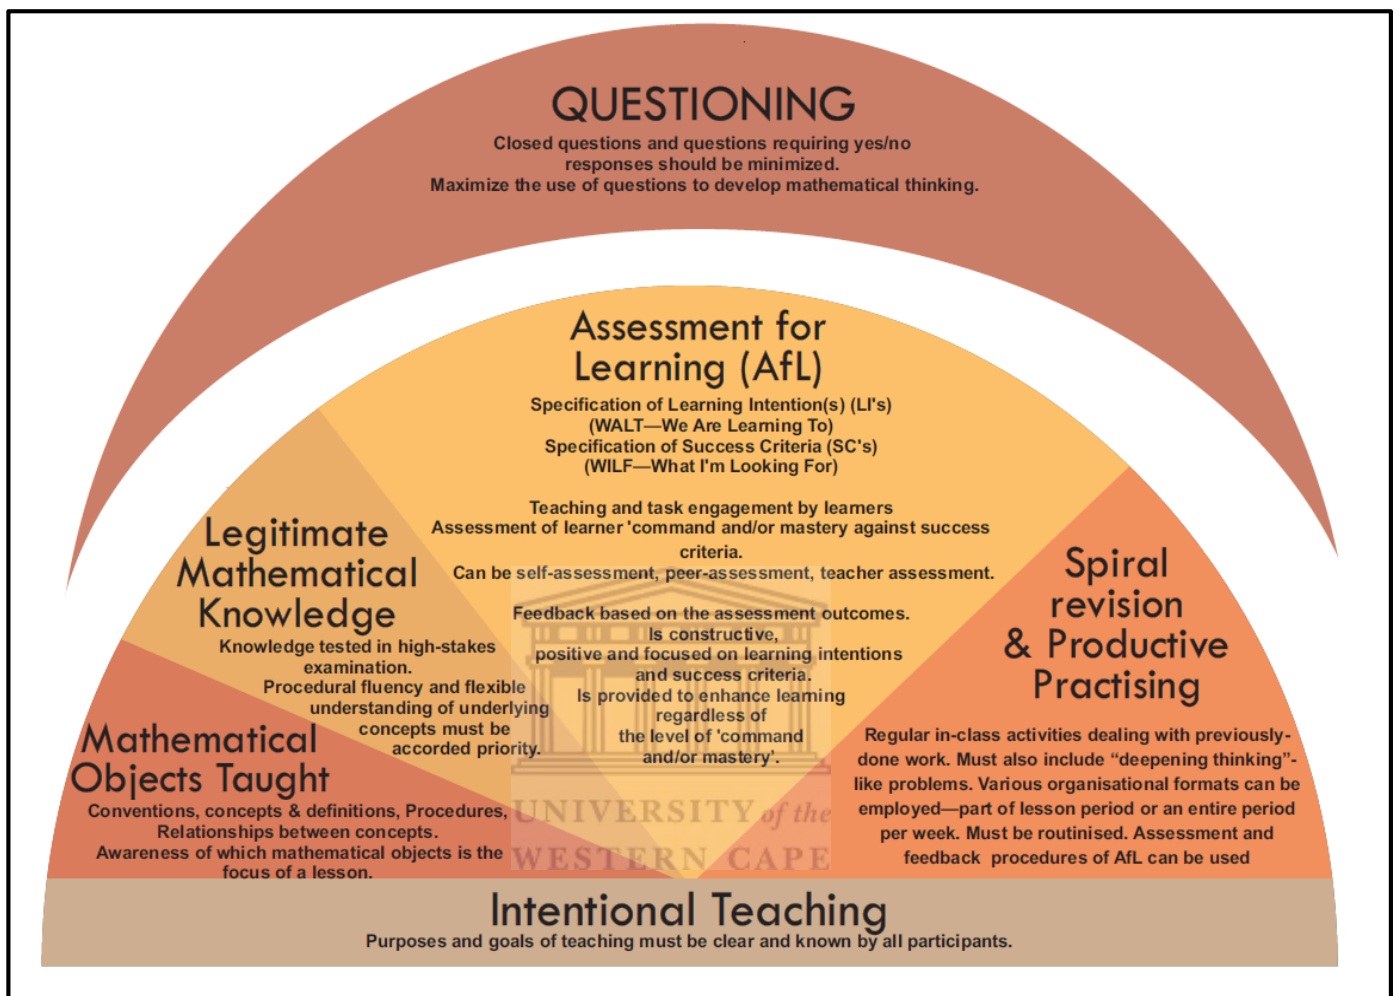 QUESTIONING
Closed questions and questions requiring yes/no
responses should be minimized.
Maximize the use of questions to develop mathematical thinking.
Assessment for
Learning (AfL)
Specification of Learning Intention(s) (LI's)
(WALT—We Are Learning To)
Specification of Success Criteria (SC's)
(WILF—What I'm Looking For)
Teaching and task engagement by learners
Assessment of learner 'command and/or mastery against success
criteria.
Can be self-assessment, peer-assessment, teacher assessment.
Feedback based on the assessment outcomes.
Is constructive,
positive and focused on learning intentions
and success criteria.
Is provided to enhance learning
regardless of
the level of 'command
and/or mastery'.
Legitimate
Mathematical
Knowledge
Knowledge tested in high-stakes
examination.
Procedural fluency and flexible
understanding of underlying
concepts must be
accorded priority.
Mathematical
Objects Taught
Conventions, concepts & definitions, Procedures,
Relationships between concepts.
Awareness of which mathematical objects is the
focus of a lesson.
Spiral
revision
& Productive
Practising
Regular in-class activities dealing with previously-
done work. Must also include “deepening thinking”-
like problems. Various organisational formats can be
employed—part of lesson period or an entire period
per week. Must be routinised. Assessment and
feedback procedures of AfL can be used
UNIVERSITY of the
WESTERN CAPE
Intentional Teaching
Purposes and goals of teaching must be clear and known by all participants.